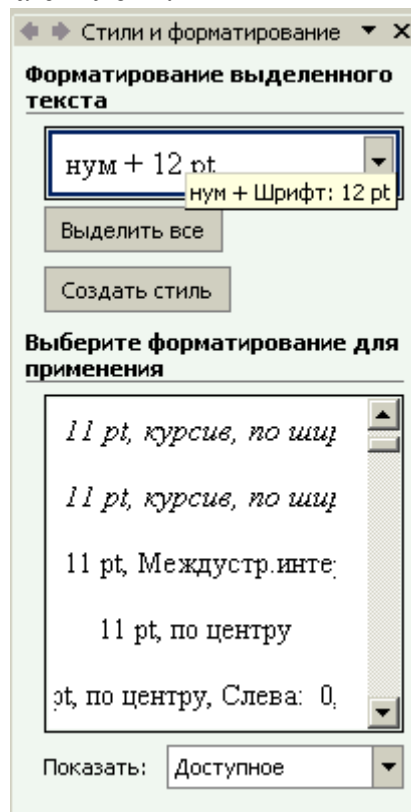 Стили и форматирование
Форматирование выделенного
текста
нум + 12 pt
нум + Шрифт: 12 pt
Выделить все
Создать стиль
Выберите форматирование для
применения
11 pt, курсив, по
11 pt, курсив, по
11 pt, Междустр.инте
11 pt, по центру
pt, по центру, Слева: 0,
Показать: Доступное